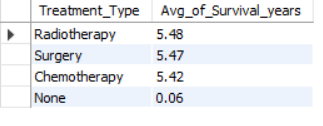 Treatment_Type Avg_of_Survival_years
Radiotherapy 5.48
Surgery 5.47
Chemotherapy 5.42
None 0.06